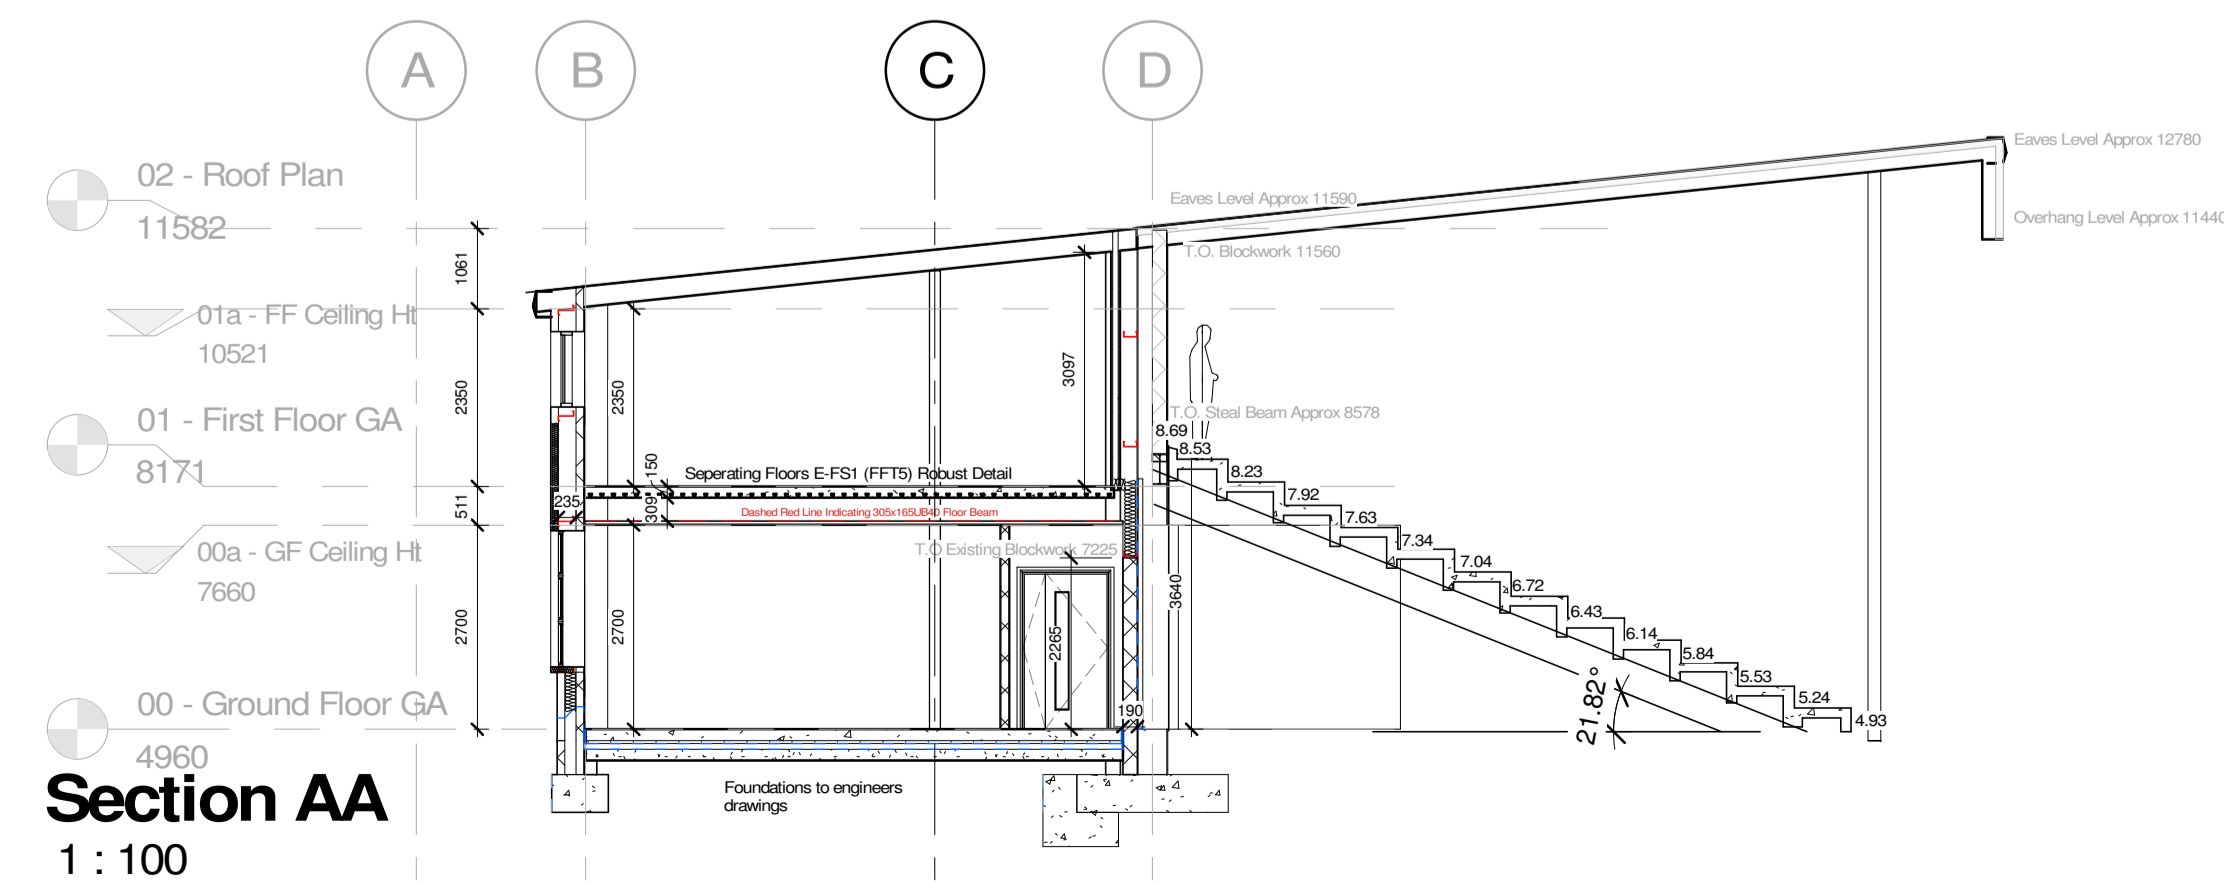 A
B
C
D
Eaves Level Approx 12780
02 - Roof Plan
11582
Eaves Level Approx 11590
Overhang Level Approx 11440
T.O. Blockwork 11560
1061
01a - FF Ceiling Ht
10521
2350
2350
3097
01 - First Floor GA
8171
T.O. Steal Beam Approx 8578
8.69
8.53
8.23
7.92
7.63
7.34
7.04
6.72
6.43
6.14
5.84
5.53
5.24
4.93
150
Seperating Floors E-FS1 (FFT5) Robust Detail
511
235
309
Dashed Red Line Indicating 305x165UB40 Floor Beam
00a - GF Ceiling Ht
7660
T.O Existing Blockwork 7225
3640
2700
2700
2265
190
21.82°
00 - Ground Floor GA
4960
Section AA
1 : 100
Foundations to engineers
drawings